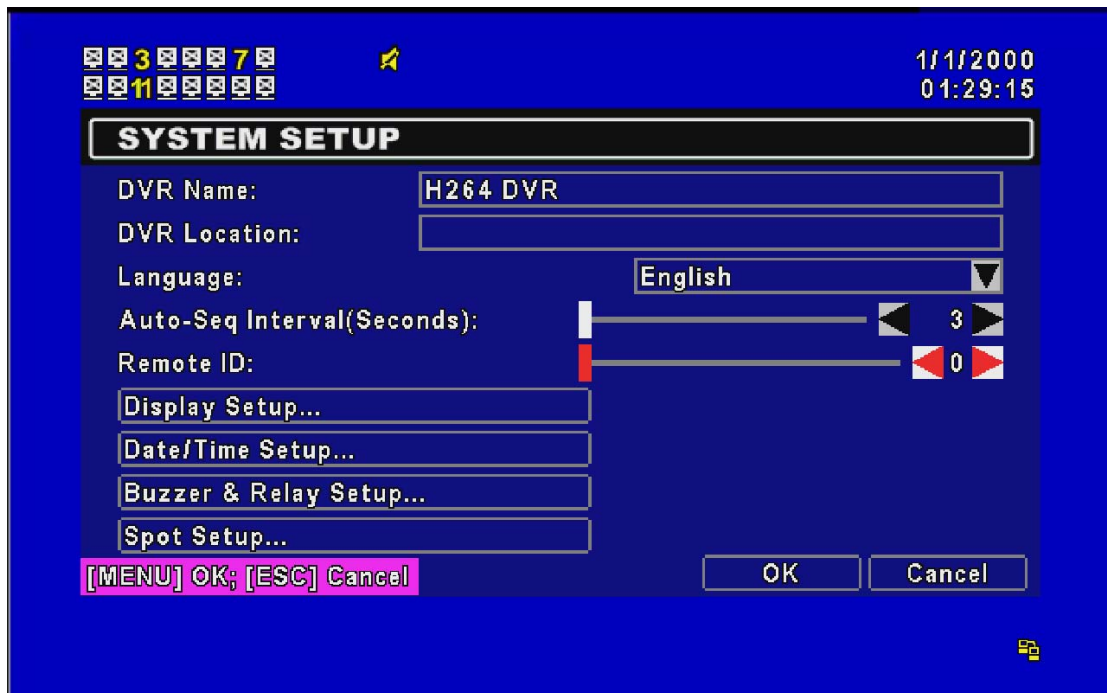 3 7
11
1/1/2000
01:29:15
SYSTEM SETUP
DVR Name: H264 DVR
DVR Location:
Language: English
Auto-Seq Interval(Seconds): 3
Remote ID: 0
Display Setup...
Date/Time Setup...
Buzzer & Relay Setup...
Spot Setup...
[MENU] OK; [ESC] Cancel OK Cancel